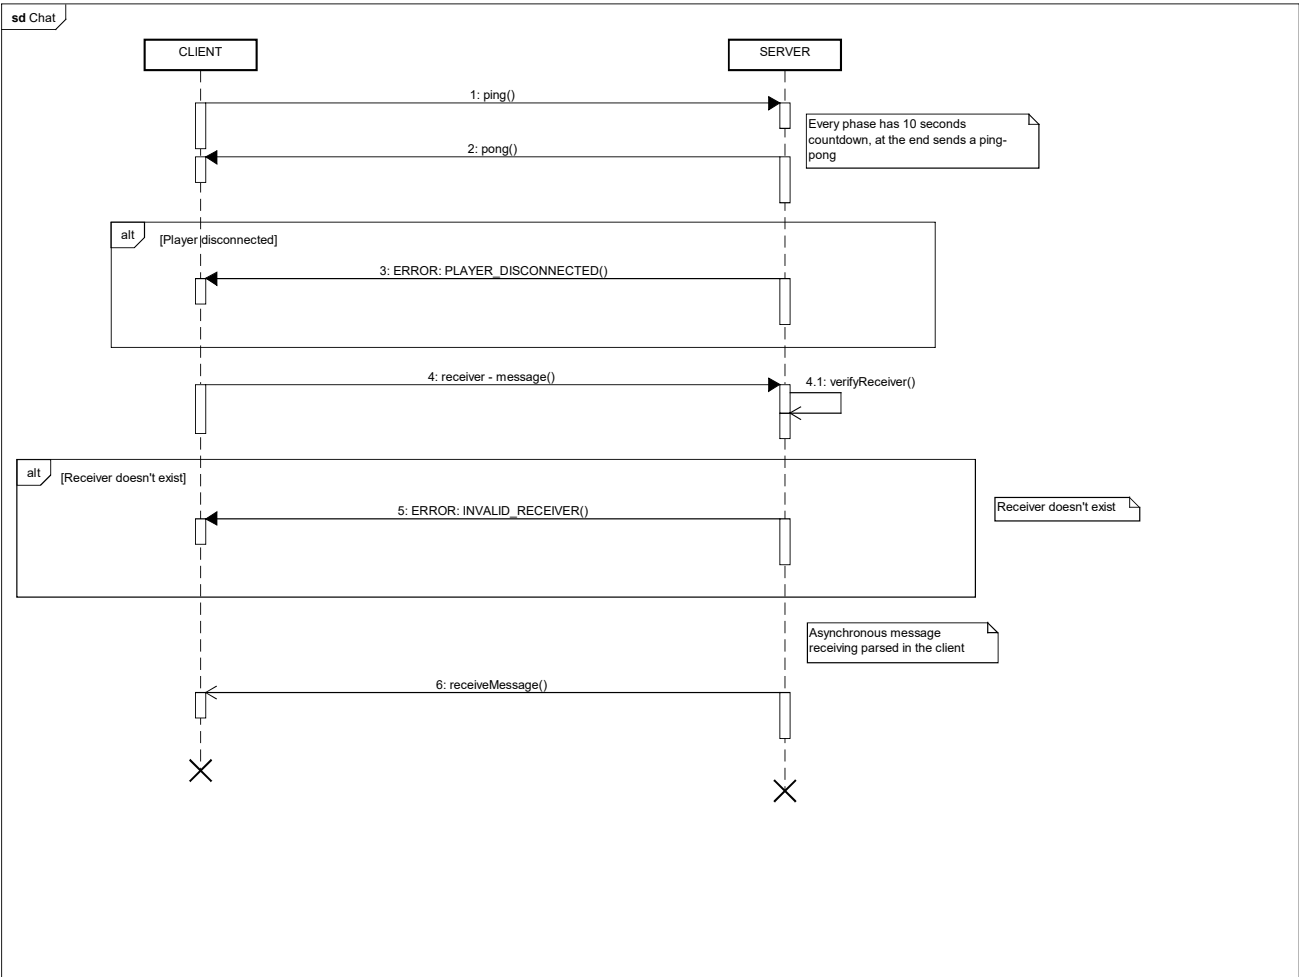 sd Chat
CLIENT
SERVER
1: ping()
Every phase has 10 seconds
countdown, at the end sends a ping-
pong
2: pong()
alt
[Player disconnected]
3: ERROR: PLAYER_DISCONNECTED()
4: receiver - message()
4.1: verifyReceiver()
alt
[Receiver doesn't exist]
5: ERROR: INVALID_RECEIVER()
Receiver doesn't exist
Asynchronous message
receiving parsed in the client
6: receiveMessage()